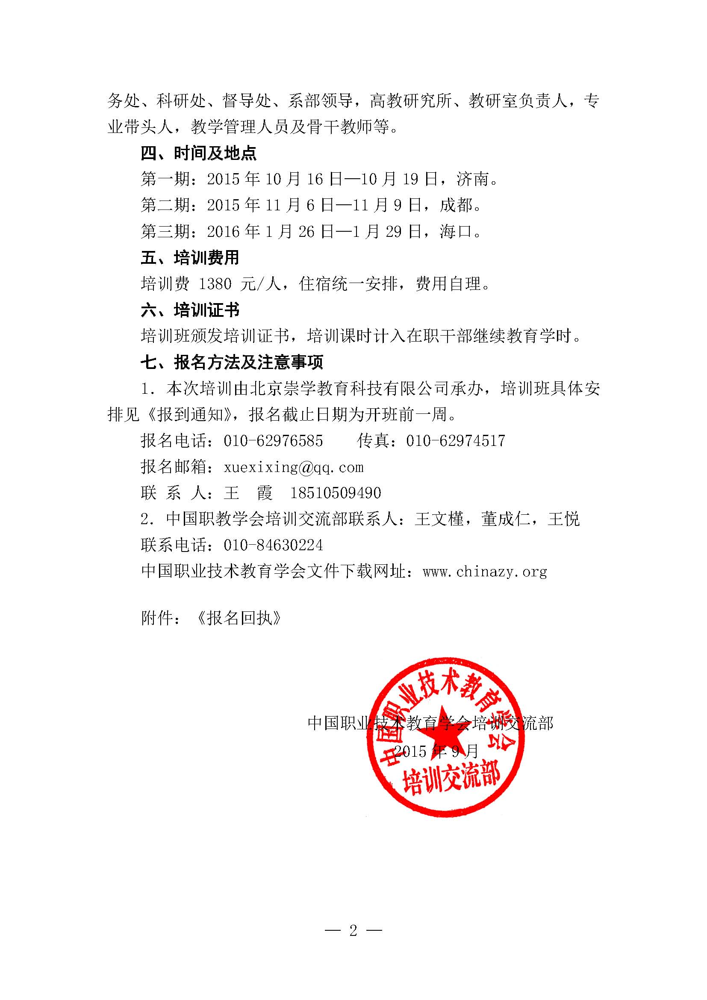 务处、科研处、督导处、系部领导，高教研究所、教研室负责人，专
业带头人，教学管理人员及骨干教师等。
四、时间及地点
第一期：2015 年 10 月 16 日—10 月 19 日，济南。
第二期：2015 年 11 月 6 日—11 月 9 日，成都。
第三期：2016 年 1 月 26 日—1 月 29 日，海口。
五、培训费用
培训费 1380 元/人，住宿统一安排，费用自理。
六、培训证书
培训班颁发培训证书，培训课时计入在职干部继续教育学时。
七、报名方法及注意事项
1. 本次培训由北京崇学教育科技有限公司承办，培训班具体安
排见《报到通知》，报名截止日期为开班前一周。
报名电话：010-62976585 传真：010-62974517
报名邮箱：xuexixing@qq.com
联 系 人：王 霞 18510509490
2. 中国职教学会培训交流部联系人：王文槿，董成仁，王悦
联系电话：010-84630224
中国职业技术教育学会文件下载网址：www.chinazy.org
附件：《报名回执》
中国职业技术教育学会
中国职业技术教育学会培训交流部
2015 年 9 月
培训交流部
— 2 —